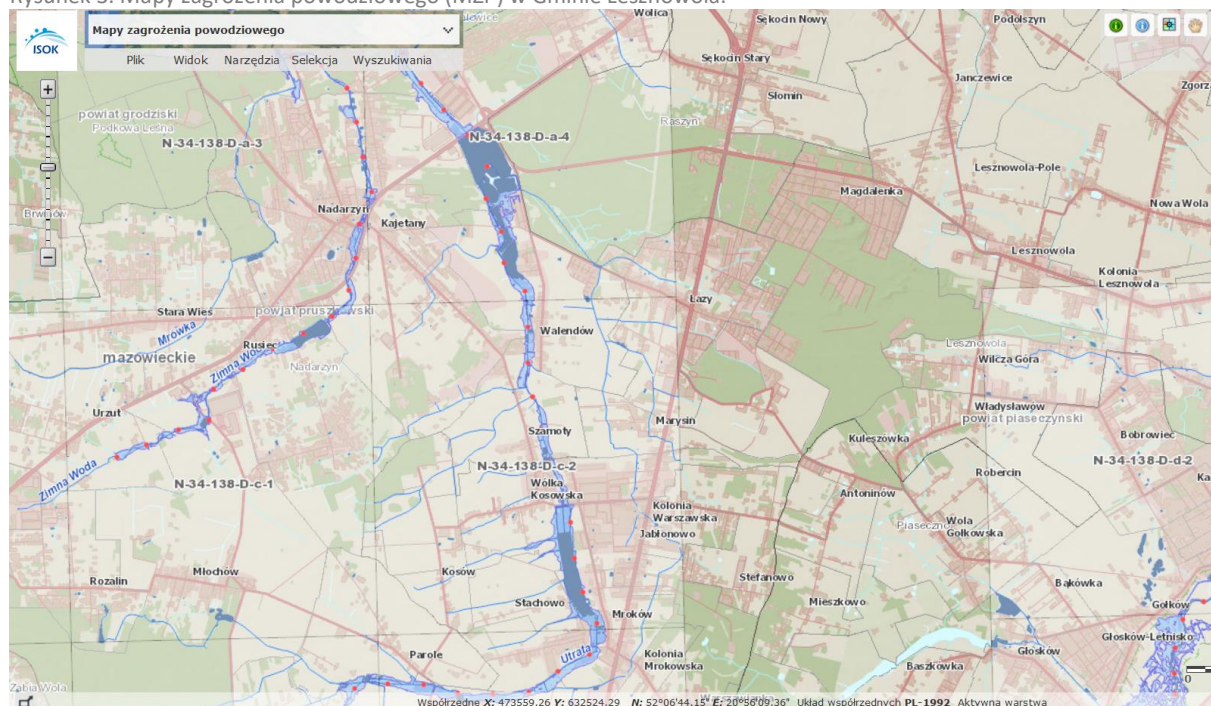 Rysunek 3. Mapy zagrożenia powodziowego (MZP) w Gminie Lesznowola.
ISOK
Mapy zagrożenia powodziowego
Plik Widok Narzędzia Selekcja Wyszukiwania
Wolica
Sękocin Nowy
Podolszyn
Sękocin Stary
Janczewice
Słomin
powiat grodziski
Podkowa Leśna
Raszyn
N-34-138-D-a-3
N-34-138-D-a-4
Lesznowola-Pole
Magdalenka
Nowa Wola
Nadarzyn
Kajetany
Lesznowola
Kolonia
Lesznowola
Łazy
Stara Wieś
powiat pruszkowski
Walendów
Mrówka
Rusiec
mazowieckie
Zimna Woda
Nadarzyn
Lesznowola
Wilcza Góra
Urzut
Władysławów
powiat piaseczyński
Marysin
Szamoty
Kuleszówka
Bobrowiec
N-34-138-D-c-2
N-34-138-D-d-2
Robercin
Zimna Woda
N-34-138-D-c-1
Wólka
Kosowska
Antoninów
Kolonia
Warszawska
Jabłonowo
Wola
Gołkowska
Młochów
Rozalin
Kosów
Stefanowo
Bąkówka
Mieszkowo
Stachowo
Gołków
Mroków
Głosków-Letnisko
Głosków
Parole
Utrata
Kolonia
Mrokowska
Baszkówka
Żabia Wola
Warszawianka
0
Współrzędne X: 473559.26 Y: 632524.29 N: 52°06'44.15" E: 20°56'09.36" Układ współrzędnych PL-1992 Aktywna warstwa